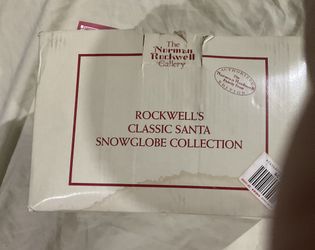 The
Norman
Rockwell
Gallery
ROCKWELL'S
CLASSIC SANTA
SNOWGLOBE COLLECTION